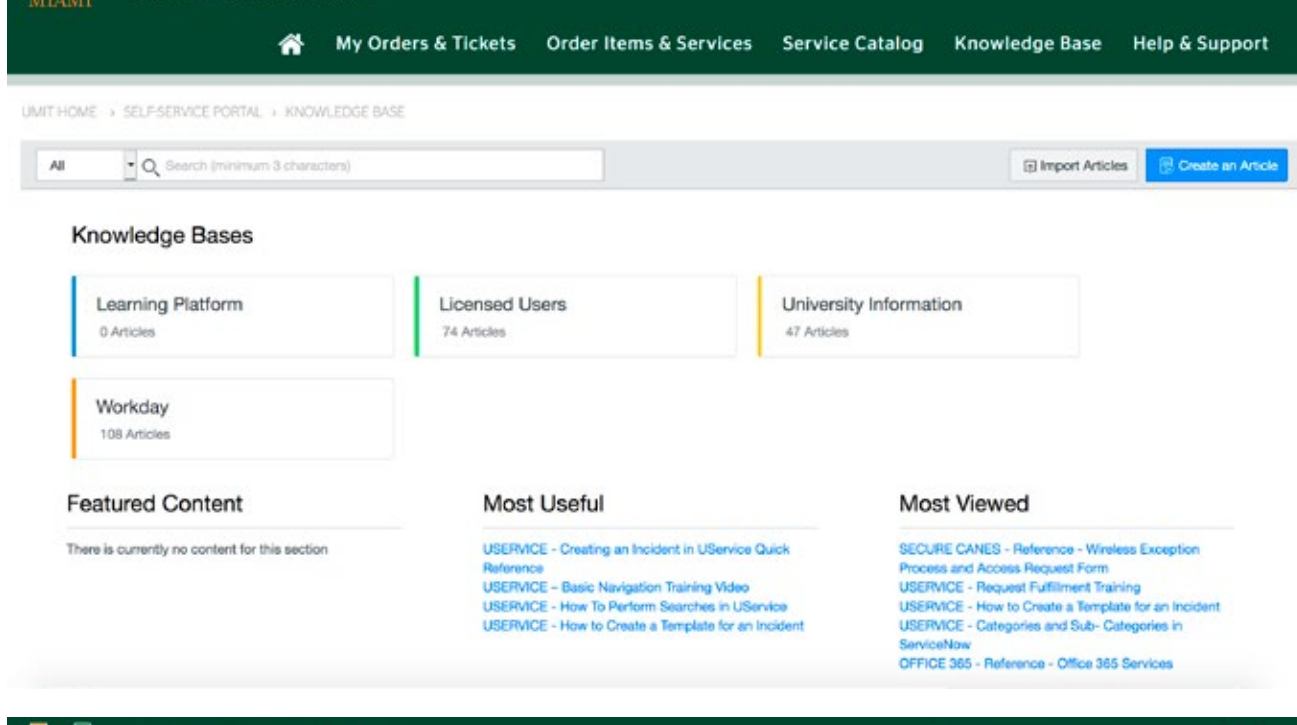 MIAMI
My Orders & Tickets Order Items & Services Service Catalog Knowledge Base Help & Support
UMIT HOME › SELF-SERVICE PORTAL › KNOWLEDGE BASE
All Search (minimum 3 characters) Import Articles Create an Article
Knowledge Bases
Learning Platform
0 Articles
Licensed Users
74 Articles
University Information
47 Articles
Workday
108 Articles
Featured Content
There is currently no content for this section
Most Useful
USERVICE - Creating an Incident in UService Quick
Reference
USERVICE – Basic Navigation Training Video
USERVICE - How To Perform Searches in UService
USERVICE - How to Create a Template for an Incident
Most Viewed
SECURE CANES - Reference - Wireless Exception
Process and Access Request Form
USERVICE - Request Fulfillment Training
USERVICE - How to Create a Template for an Incident
USERVICE - Categories and Sub- Categories in
ServiceNow
OFFICE 365 - Reference - Office 365 Services